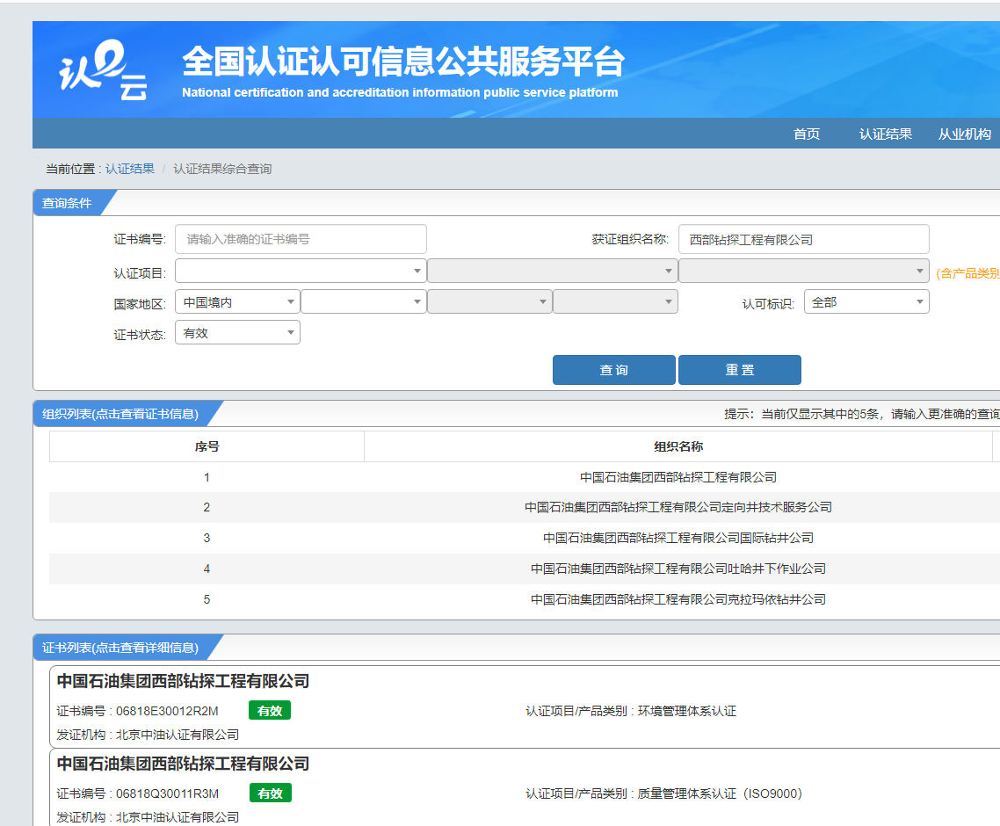 认e云
全国认证认可信息公共服务平台
National certification and accreditation information public service platform
首页 认证结果 从业机构
当前位置 : 认证结果 / 认证结果综合查询
查询条件
证书编号: 请输入准确的证书编号 获证组织名称: 西部钻探工程有限公司
认证项目: (含产品类别
国家地区: 中国境内 认可标识: 全部
证书状态: 有效
查 询 重 置
组织列表(点击查看证书信息) 提示：当前仅显示其中的5条，请输入更准确的查询
序号 组织名称
1 中国石油集团西部钻探工程有限公司
2 中国石油集团西部钻探工程有限公司定向井技术服务公司
3 中国石油集团西部钻探工程有限公司国际钻井公司
4 中国石油集团西部钻探工程有限公司吐哈井下作业公司
5 中国石油集团西部钻探工程有限公司克拉玛依钻井公司
证书列表(点击查看详细信息)
中国石油集团西部钻探工程有限公司
证书编号 : 06818E30012R2M 有效 认证项目/产品类别 : 环境管理体系认证
发证机构 : 北京中油认证有限公司
中国石油集团西部钻探工程有限公司
证书编号 : 06818Q30011R3M 有效 认证项目/产品类别 : 质量管理体系认证（ISO9000）
发证机构 : 北京中油认证有限公司